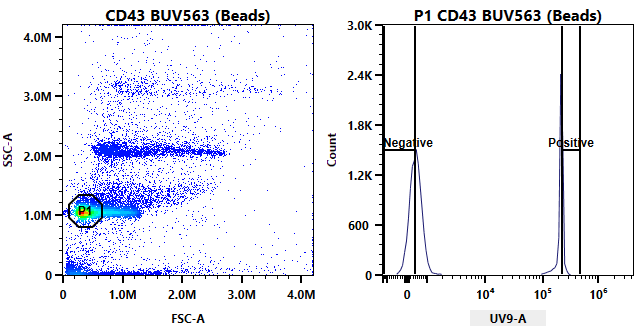 CD43 BUV563 (Beads)
4.0M
3.0M
2.0M
1.0M
0
SSC-A
P1
0
1.0M
2.0M
3.0M
4.0M
FSC-A
P1 CD43 BUV563 (Beads)
3.0K
2.4K
1.8K
1.2K
600
0
Count
Negative
Positive
0
10⁴
10⁵
10⁶
UV9-A